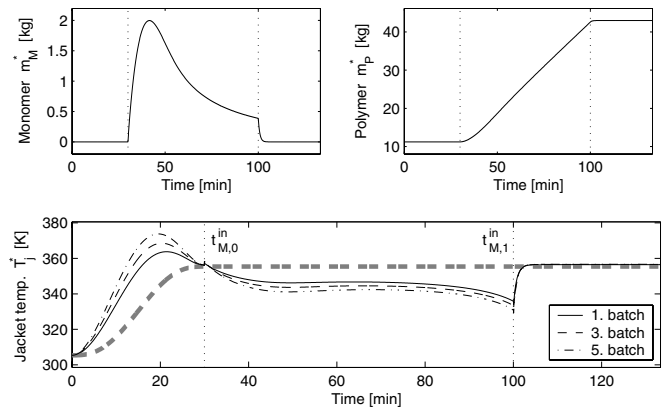 Monomer m*M [kg]
2
1.5
1
0.5
0
0
50
100
Time [min]
Polymer m*P [kg]
40
30
20
10
0
50
100
Time [min]
Jacket temp. T*j [K]
380
360
340
320
300
0
20
40
60
80
100
120
Time [min]
t in M,0
t in M,1
1. batch
3. batch
5. batch